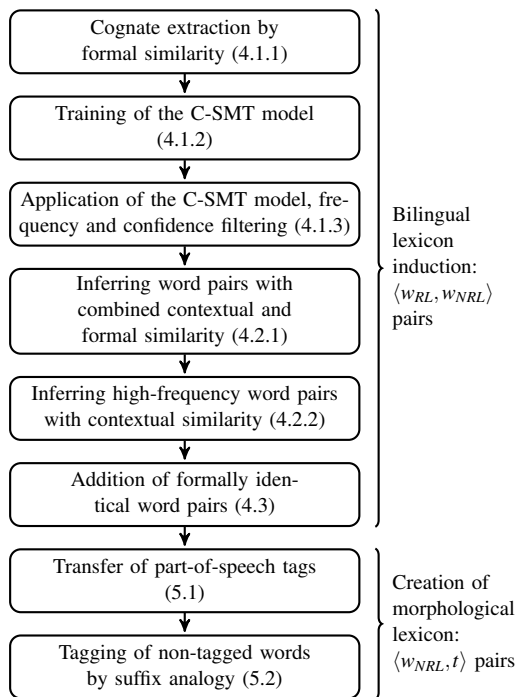 Cognate extraction by
formal similarity (4.1.1)
Training of the C-SMT model
(4.1.2)
Application of the C-SMT model, fre-
quency and confidence filtering (4.1.3)
Inferring word pairs with
combined contextual and
formal similarity (4.2.1)
Inferring high-frequency word pairs
with contextual similarity (4.2.2)
Addition of formally iden-
tical word pairs (4.3)
Bilingual
lexicon
induction:
⟨w_RL, w_NRL⟩
pairs
Transfer of part-of-speech tags
(5.1)
Tagging of non-tagged words
by suffix analogy (5.2)
Creation of
morphological
lexicon:
⟨w_NRL, t⟩ pairs